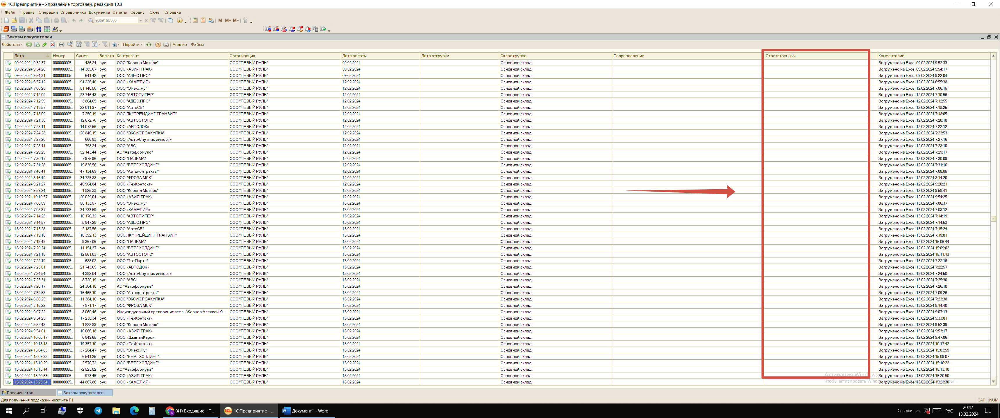 1С:Предприятие - Управление торговлей, редакция 10.3
Файл Правка Операции Справочники Документы Отчеты Сервис Окна Справка
936916C000 M M+ M-
Заказы покупателей
Действия Перейти Анализ Файлы
Дата Номер Сумма Валюта Контрагент Организация Дата оплаты Дата отгрузки Склад группа Подразделение Ответственный Комментарий
09.02.2024 9:52:37 000000005... 486,24 руб. ООО "Корона Моторс" ООО "ЛЕВЫЙ РУЛЬ" 09.02.2024 Основной склад Загружено из Excel 09.02.2024 9:52:33
09.02.2024 9:54:26 000000005... 14 385,67 руб. ООО «АЗИЯ ТРАК» ООО "ЛЕВЫЙ РУЛЬ" 09.02.2024 Основной склад Загружено из Excel 09.02.2024 9:54:17
09.02.2024 9:54:31 000000005... 641,42 руб. ООО "АДЕО.ПРО" ООО "ЛЕВЫЙ РУЛЬ" 09.02.2024 Основной склад Загружено из Excel 09.02.2024 9:22:04
12.02.2024 6:57:12 000000005... 94 226,40 руб. ООО «КАМЕЛИЯ» ООО "ЛЕВЫЙ РУЛЬ" 12.02.2024 Основной склад Загружено из Excel 12.02.2024 6:55:38
12.02.2024 7:06:25 000000005... 51 140,50 руб. ООО "Эмекс.Ру" ООО "ЛЕВЫЙ РУЛЬ" 12.02.2024 Основной склад Загружено из Excel 12.02.2024 7:06:15
12.02.2024 7:12:09 000000005... 23 746,48 руб. ООО "АВТОПИТЕР" ООО "ЛЕВЫЙ РУЛЬ" 12.02.2024 Основной склад Загружено из Excel 12.02.2024 7:10:56
12.02.2024 7:12:59 000000005... 3 864,65 руб. ООО "АДЕО.ПРО" ООО "ЛЕВЫЙ РУЛЬ" 12.02.2024 Основной склад Загружено из Excel 12.02.2024 7:12:55
12.02.2024 7:13:57 000000005... 22 011,97 руб. ООО "АвтоСВ" ООО "ЛЕВЫЙ РУЛЬ" 12.02.2024 Основной склад Загружено из Excel 12.02.2024 7:13:25
12.02.2024 7:18:09 000000005... 7 250,19 руб. ООО ПК "ТРЕЙДИНГ ТРАНЗИТ" ООО "ЛЕВЫЙ РУЛЬ" 12.02.2024 Основной склад Загружено из Excel 12.02.2024 7:18:05
12.02.2024 7:21:30 000000005... 12 672,76 руб. ООО "АВТОСТЭЛС" ООО "ЛЕВЫЙ РУЛЬ" 12.02.2024 Основной склад Загружено из Excel 12.02.2024 7:20:18
12.02.2024 7:23:11 000000005... 14 072,56 руб. ООО «АВТОДОК» ООО "ЛЕВЫЙ РУЛЬ" 12.02.2024 Основной склад Загружено из Excel 12.02.2024 7:22:12
12.02.2024 7:24:28 000000005... 20 846,15 руб. ООО "ЭКСИСТ-ЗАКУПКА" ООО "ЛЕВЫЙ РУЛЬ" 12.02.2024 Основной склад Загружено из Excel 12.02.2024 7:23:53
12.02.2024 7:27:20 000000005... 666,83 руб. ООО «Авто-Спутник импорт» ООО "ЛЕВЫЙ РУЛЬ" 12.02.2024 Основной склад Загружено из Excel 12.02.2024 7:27:16
12.02.2024 7:28:41 000000005... 798,24 руб. ООО "АВС" ООО "ЛЕВЫЙ РУЛЬ" 12.02.2024 Основной склад Загружено из Excel 12.02.2024 7:28:10
12.02.2024 7:29:25 000000005... 52 143,44 руб. АО "Автоформула" ООО "ЛЕВЫЙ РУЛЬ" 12.02.2024 Основной склад Загружено из Excel 12.02.2024 7:29:17
12.02.2024 7:30:17 000000005... 7 975,96 руб. ООО "ПАЛЬМА" ООО "ЛЕВЫЙ РУЛЬ" 12.02.2024 Основной склад Загружено из Excel 12.02.2024 7:30:09
12.02.2024 7:31:28 000000005... 19 836,56 руб. ООО "БЕРГ ХОЛДИНГ" ООО "ЛЕВЫЙ РУЛЬ" 12.02.2024 Основной склад Загружено из Excel 12.02.2024 7:31:16
12.02.2024 7:46:41 000000005... 47 134,69 руб. ООО "Автоконтракты" ООО "ЛЕВЫЙ РУЛЬ" 12.02.2024 Основной склад Загружено из Excel 12.02.2024 7:08:05
12.02.2024 8:16:19 000000005... 34 725,88 руб. ООО "ФРОЗА МСК" ООО "ЛЕВЫЙ РУЛЬ" 12.02.2024 Основной склад Загружено из Excel 12.02.2024 8:14:20
12.02.2024 9:21:27 000000005... 46 964,84 руб. ООО «ТехКонтакт» ООО "ЛЕВЫЙ РУЛЬ" 12.02.2024 Основной склад Загружено из Excel 12.02.2024 9:20:21
12.02.2024 9:59:24 000000005... 1 825,33 руб. ООО "Корона Моторс" ООО "ЛЕВЫЙ РУЛЬ" 12.02.2024 Основной склад Загружено из Excel 12.02.2024 9:58:41
12.02.2024 10:10:57 000000005... 20 029,04 руб. ООО «АЗИЯ ТРАК» ООО "ЛЕВЫЙ РУЛЬ" 12.02.2024 Основной склад Загружено из Excel 12.02.2024 9:54:25
13.02.2024 7:06:59 000000005... 50 133,57 руб. ООО "Эмекс.Ру" ООО "ЛЕВЫЙ РУЛЬ" 13.02.2024 Основной склад Загружено из Excel 13.02.2024 7:06:37
13.02.2024 7:08:37 000000005... 34 733,59 руб. ООО «КАМЕЛИЯ» ООО "ЛЕВЫЙ РУЛЬ" 13.02.2024 Основной склад Загружено из Excel 13.02.2024 7:08:12
13.02.2024 7:14:23 000000005... 10 176,32 руб. ООО "АВТОПИТЕР" ООО "ЛЕВЫЙ РУЛЬ" 13.02.2024 Основной склад Загружено из Excel 13.02.2024 7:14:19
13.02.2024 7:14:57 000000005... 5 847,28 руб. ООО "АДЕО.ПРО" ООО "ЛЕВЫЙ РУЛЬ" 13.02.2024 Основной склад Загружено из Excel 13.02.2024 7:14:53
13.02.2024 7:15:28 000000005... 2 187,56 руб. ООО "АвтоСВ" ООО "ЛЕВЫЙ РУЛЬ" 13.02.2024 Основной склад Загружено из Excel 13.02.2024 7:15:24
13.02.2024 7:19:16 000000005... 10 392,13 руб. ООО ПК "ТРЕЙДИНГ ТРАНЗИТ" ООО "ЛЕВЫЙ РУЛЬ" 13.02.2024 Основной склад Загружено из Excel 13.02.2024 7:19:01
13.02.2024 7:19:49 000000005... 9 367,06 руб. ООО "ПАЛЬМА" ООО "ЛЕВЫЙ РУЛЬ" 13.02.2024 Основной склад Загружено из Excel 12.02.2024 15:06:44
13.02.2024 7:20:24 000000005... 11 154,37 руб. ООО "БЕРГ ХОЛДИНГ" ООО "ЛЕВЫЙ РУЛЬ" 13.02.2024 Основной склад Загружено из Excel 12.02.2024 15:09:02
13.02.2024 7:21:18 000000005... 12 561,03 руб. ООО "АВТОСТЭЛС" ООО "ЛЕВЫЙ РУЛЬ" 13.02.2024 Основной склад Загружено из Excel 12.02.2024 15:11:13
13.02.2024 7:22:19 000000005... 688,02 руб. ООО "ТатПартс" ООО "ЛЕВЫЙ РУЛЬ" 13.02.2024 Основной склад Загружено из Excel 13.02.2024 7:22:16
13.02.2024 7:23:01 000000005... 21 743,69 руб. ООО «АВТОДОК» ООО "ЛЕВЫЙ РУЛЬ" 13.02.2024 Основной склад Загружено из Excel 13.02.2024 7:22:57
13.02.2024 7:24:54 000000005... 4 382,04 руб. ООО «Авто-Спутник импорт» ООО "ЛЕВЫЙ РУЛЬ" 13.02.2024 Основной склад Загружено из Excel 13.02.2024 7:24:50
13.02.2024 7:25:34 000000005... 8 720,19 руб. ООО "АВС" ООО "ЛЕВЫЙ РУЛЬ" 13.02.2024 Основной склад Загружено из Excel 13.02.2024 7:25:30
13.02.2024 7:26:17 000000005... 24 304,18 руб. АО "Автоформула" ООО "ЛЕВЫЙ РУЛЬ" 13.02.2024 Основной склад Загружено из Excel 13.02.2024 7:26:10
13.02.2024 7:39:58 000000005... 16 465,10 руб. ООО "Автоконтракты" ООО "ЛЕВЫЙ РУЛЬ" 13.02.2024 Основной склад Загружено из Excel 13.02.2024 7:09:26
13.02.2024 8:06:25 000000005... 11 384,16 руб. ООО "ЭКСИСТ-ЗАКУПКА" ООО "ЛЕВЫЙ РУЛЬ" 13.02.2024 Основной склад Загружено из Excel 13.02.2024 7:23:38
13.02.2024 8:15:22 000000005... 7 871,17 руб. ООО "ФРОЗА МСК" ООО "ЛЕВЫЙ РУЛЬ" 13.02.2024 Основной склад Загружено из Excel 13.02.2024 8:14:40
13.02.2024 9:07:22 000000005... 8 060,46 руб. Индивидуальный предприниматель Жернов Алексей Ю... ООО "ЛЕВЫЙ РУЛЬ" 13.02.2024 Основной склад Загружено из Excel 13.02.2024 9:07:13
13.02.2024 9:34:25 000000005... 17 238,34 руб. ООО «ТехКонтакт» ООО "ЛЕВЫЙ РУЛЬ" 13.02.2024 Основной склад Загружено из Excel 13.02.2024 9:33:01
13.02.2024 9:52:43 000000005... 1 828,88 руб. ООО "Корона Моторс" ООО "ЛЕВЫЙ РУЛЬ" 13.02.2024 Основной склад Загружено из Excel 13.02.2024 9:52:39
13.02.2024 9:54:01 000000005... 10 066,18 руб. ООО «АЗИЯ ТРАК» ООО "ЛЕВЫЙ РУЛЬ" 13.02.2024 Основной склад Загружено из Excel 13.02.2024 9:53:17
13.02.2024 10:05:17 000000005... 6 849,65 руб. ООО «ДжапанКарс» ООО "ЛЕВЫЙ РУЛЬ" 13.02.2024 Основной склад Загружено из Excel 12.02.2024 9:47:06
13.02.2024 10:18:18 000000005... 19 357,10 руб. ООО «ТехКонтакт» ООО "ЛЕВЫЙ РУЛЬ" 13.02.2024 Основной склад Загружено из Excel 13.02.2024 10:17:42
13.02.2024 15:04:03 000000005... 37 284,47 руб. ООО "Эмекс.Ру" ООО "ЛЕВЫЙ РУЛЬ" 13.02.2024 Основной склад Загружено из Excel 13.02.2024 15:03:59
13.02.2024 15:09:33 000000005... 6 541,25 руб. ООО "БЕРГ ХОЛДИНГ" ООО "ЛЕВЫЙ РУЛЬ" 13.02.2024 Основной склад Загружено из Excel 13.02.2024 15:09:07
13.02.2024 15:10:29 000000005... 2 570,72 руб. ООО "БЕРГ ХОЛДИНГ" ООО "ЛЕВЫЙ РУЛЬ" 13.02.2024 Основной склад Загружено из Excel 13.02.2024 15:10:22
13.02.2024 15:13:14 000000005... 72 523,82 руб. АО "Автоформула" ООО "ЛЕВЫЙ РУЛЬ" 13.02.2024 Основной склад Загружено из Excel 13.02.2024 15:13:10
13.02.2024 15:20:53 000000005... 973,45 руб. ООО «АЗИЯ ТРАК» ООО "ЛЕВЫЙ РУЛЬ" 13.02.2024 Основной склад Загружено из Excel 13.02.2024 15:20:50
13.02.2024 15:23:34 000000005... 44 867,86 руб. ООО «КАМЕЛИЯ» ООО "ЛЕВЫЙ РУЛЬ" 13.02.2024 Основной склад Загружено из Excel 13.02.2024 15:23:30
Активация Windows
Чтобы активировать
Рабочий стол Заказы покупателей
Для получения подсказки нажмите F1 CAP NUM
(41) Входящие - П... 1С:Предприятие - ... Документ1 - Word Ссылки РУС 20:47
13.02.2024